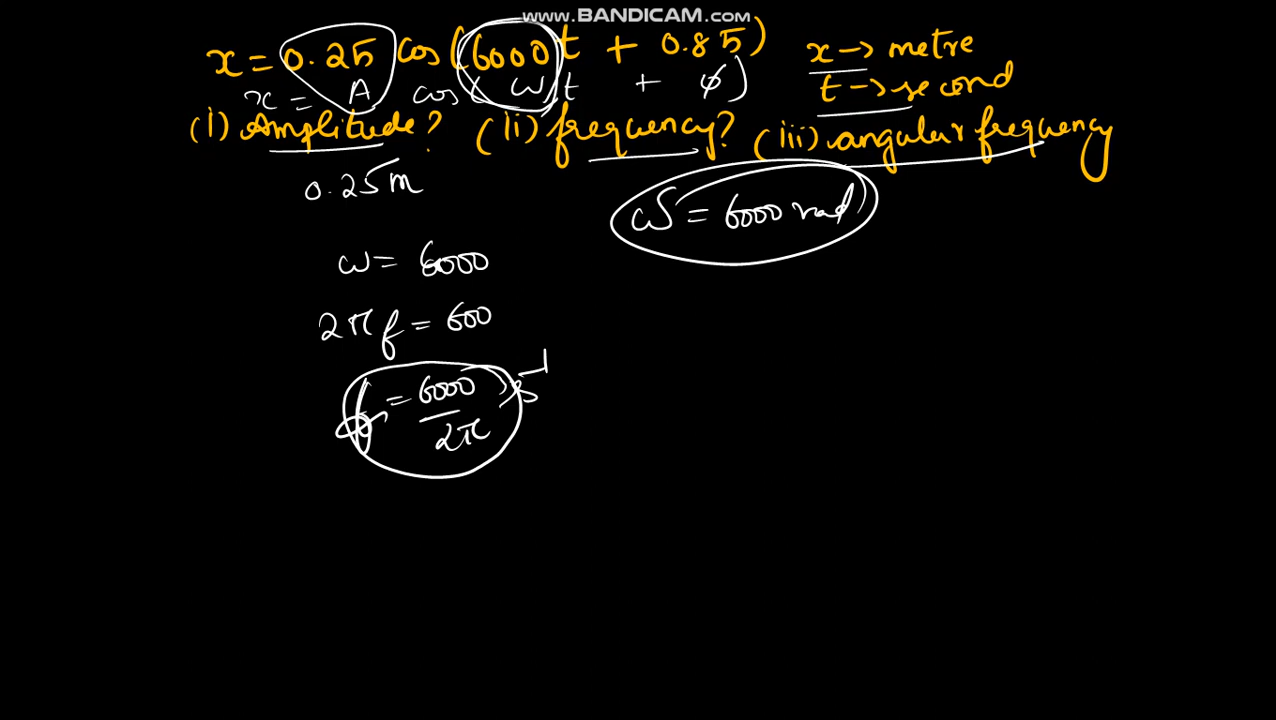 www.BANDICAM.com
x = 0.25 cos(6000t + 0.85) x → metre
x = A cos(ωt + φ) t → second
(i) Amplitude? (ii) frequency? (iii) angular frequency
0.25m
ω = 6000 rad
ω = 6000
2πf = 600
f = 6000/2π s⁻¹